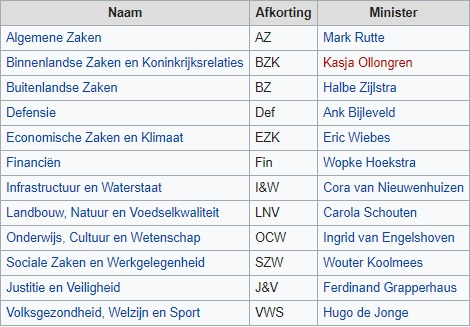 Naam Afkorting Minister
Algemene Zaken AZ Mark Rutte
Binnenlandse Zaken en Koninkrijksrelaties BZK Kasja Ollongren
Buitenlandse Zaken BZ Halbe Zijlstra
Defensie Def Ank Bijleveld
Economische Zaken en Klimaat EZK Eric Wiebes
Financiën Fin Wopke Hoekstra
Infrastructuur en Waterstaat I&W Cora van Nieuwenhuizen
Landbouw, Natuur en Voedselkwaliteit LNV Carola Schouten
Onderwijs, Cultuur en Wetenschap OCW Ingrid van Engelshoven
Sociale Zaken en Werkgelegenheid SZW Wouter Koolmees
Justitie en Veiligheid J&V Ferdinand Grapperhaus
Volksgezondheid, Welzijn en Sport VWS Hugo de Jonge